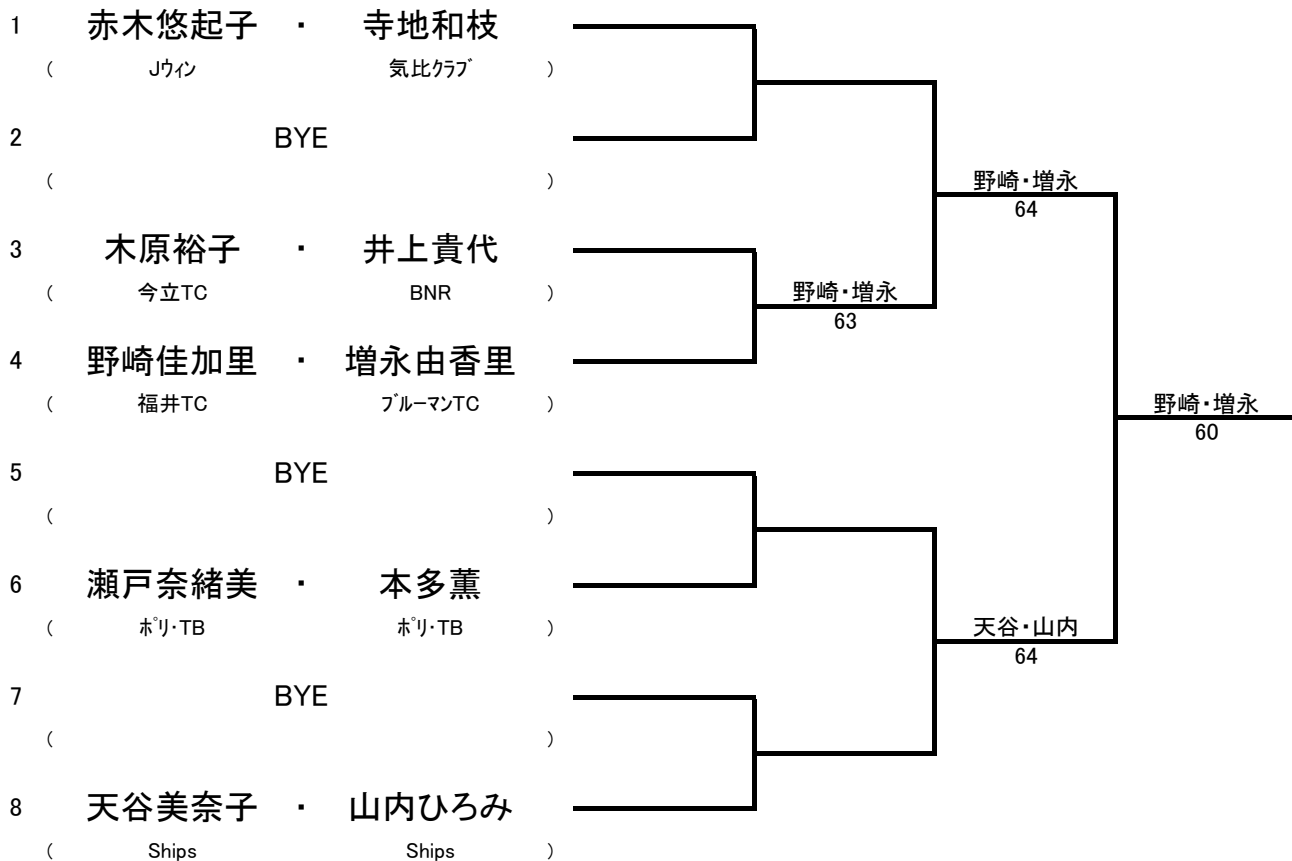 1 赤木悠起子 ・ 寺地和枝
( Jウィン 気比クラブ )
2 BYE
( )
野崎・増永
64
3 木原裕子 ・ 井上貴代
( 今立TC BNR )
野崎・増永
63
4 野崎佳加里 ・ 増永由香里
( 福井TC ブルーマンTC )
野崎・増永
60
5 BYE
( )
6 瀬戸奈緒美 ・ 本多薫
( ポリ・TB ポリ・TB )
天谷・山内
64
7 BYE
( )
8 天谷美奈子 ・ 山内ひろみ
( Ships Ships )